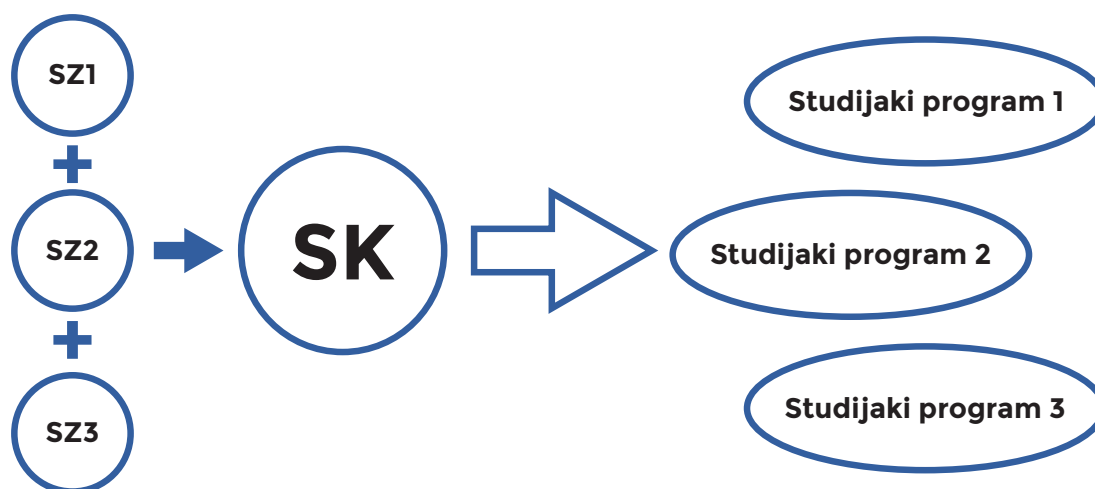 SZ1
+
SZ2
+
SZ3
SK
Studijaki program 1
Studijaki program 2
Studijaki program 3